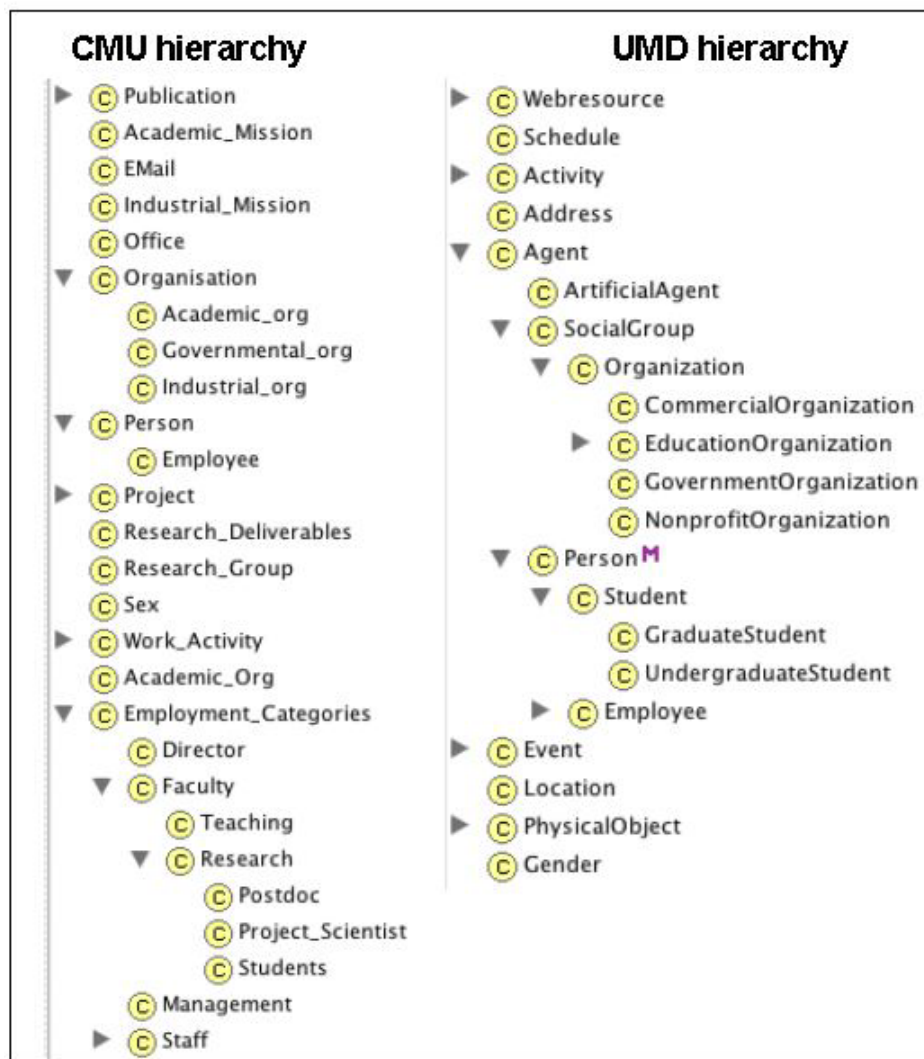 CMU hierarchy
Publication
Academic_Mission
EMail
Industrial_Mission
Office
Organisation
Academic_org
Governmental_org
Industrial_org
Person
Employee
Project
Research_Deliverables
Research_Group
Sex
Work_Activity
Academic_Org
Employment_Categories
Director
Faculty
Teaching
Research
Postdoc
Project_Scientist
Students
Management
Staff
UMD hierarchy
Webresource
Schedule
Activity
Address
Agent
ArtificialAgent
SocialGroup
Organization
CommercialOrganization
EducationOrganization
GovernmentOrganization
NonprofitOrganization
Person M
Student
GraduateStudent
UndergraduateStudent
Employee
Event
Location
PhysicalObject
Gender